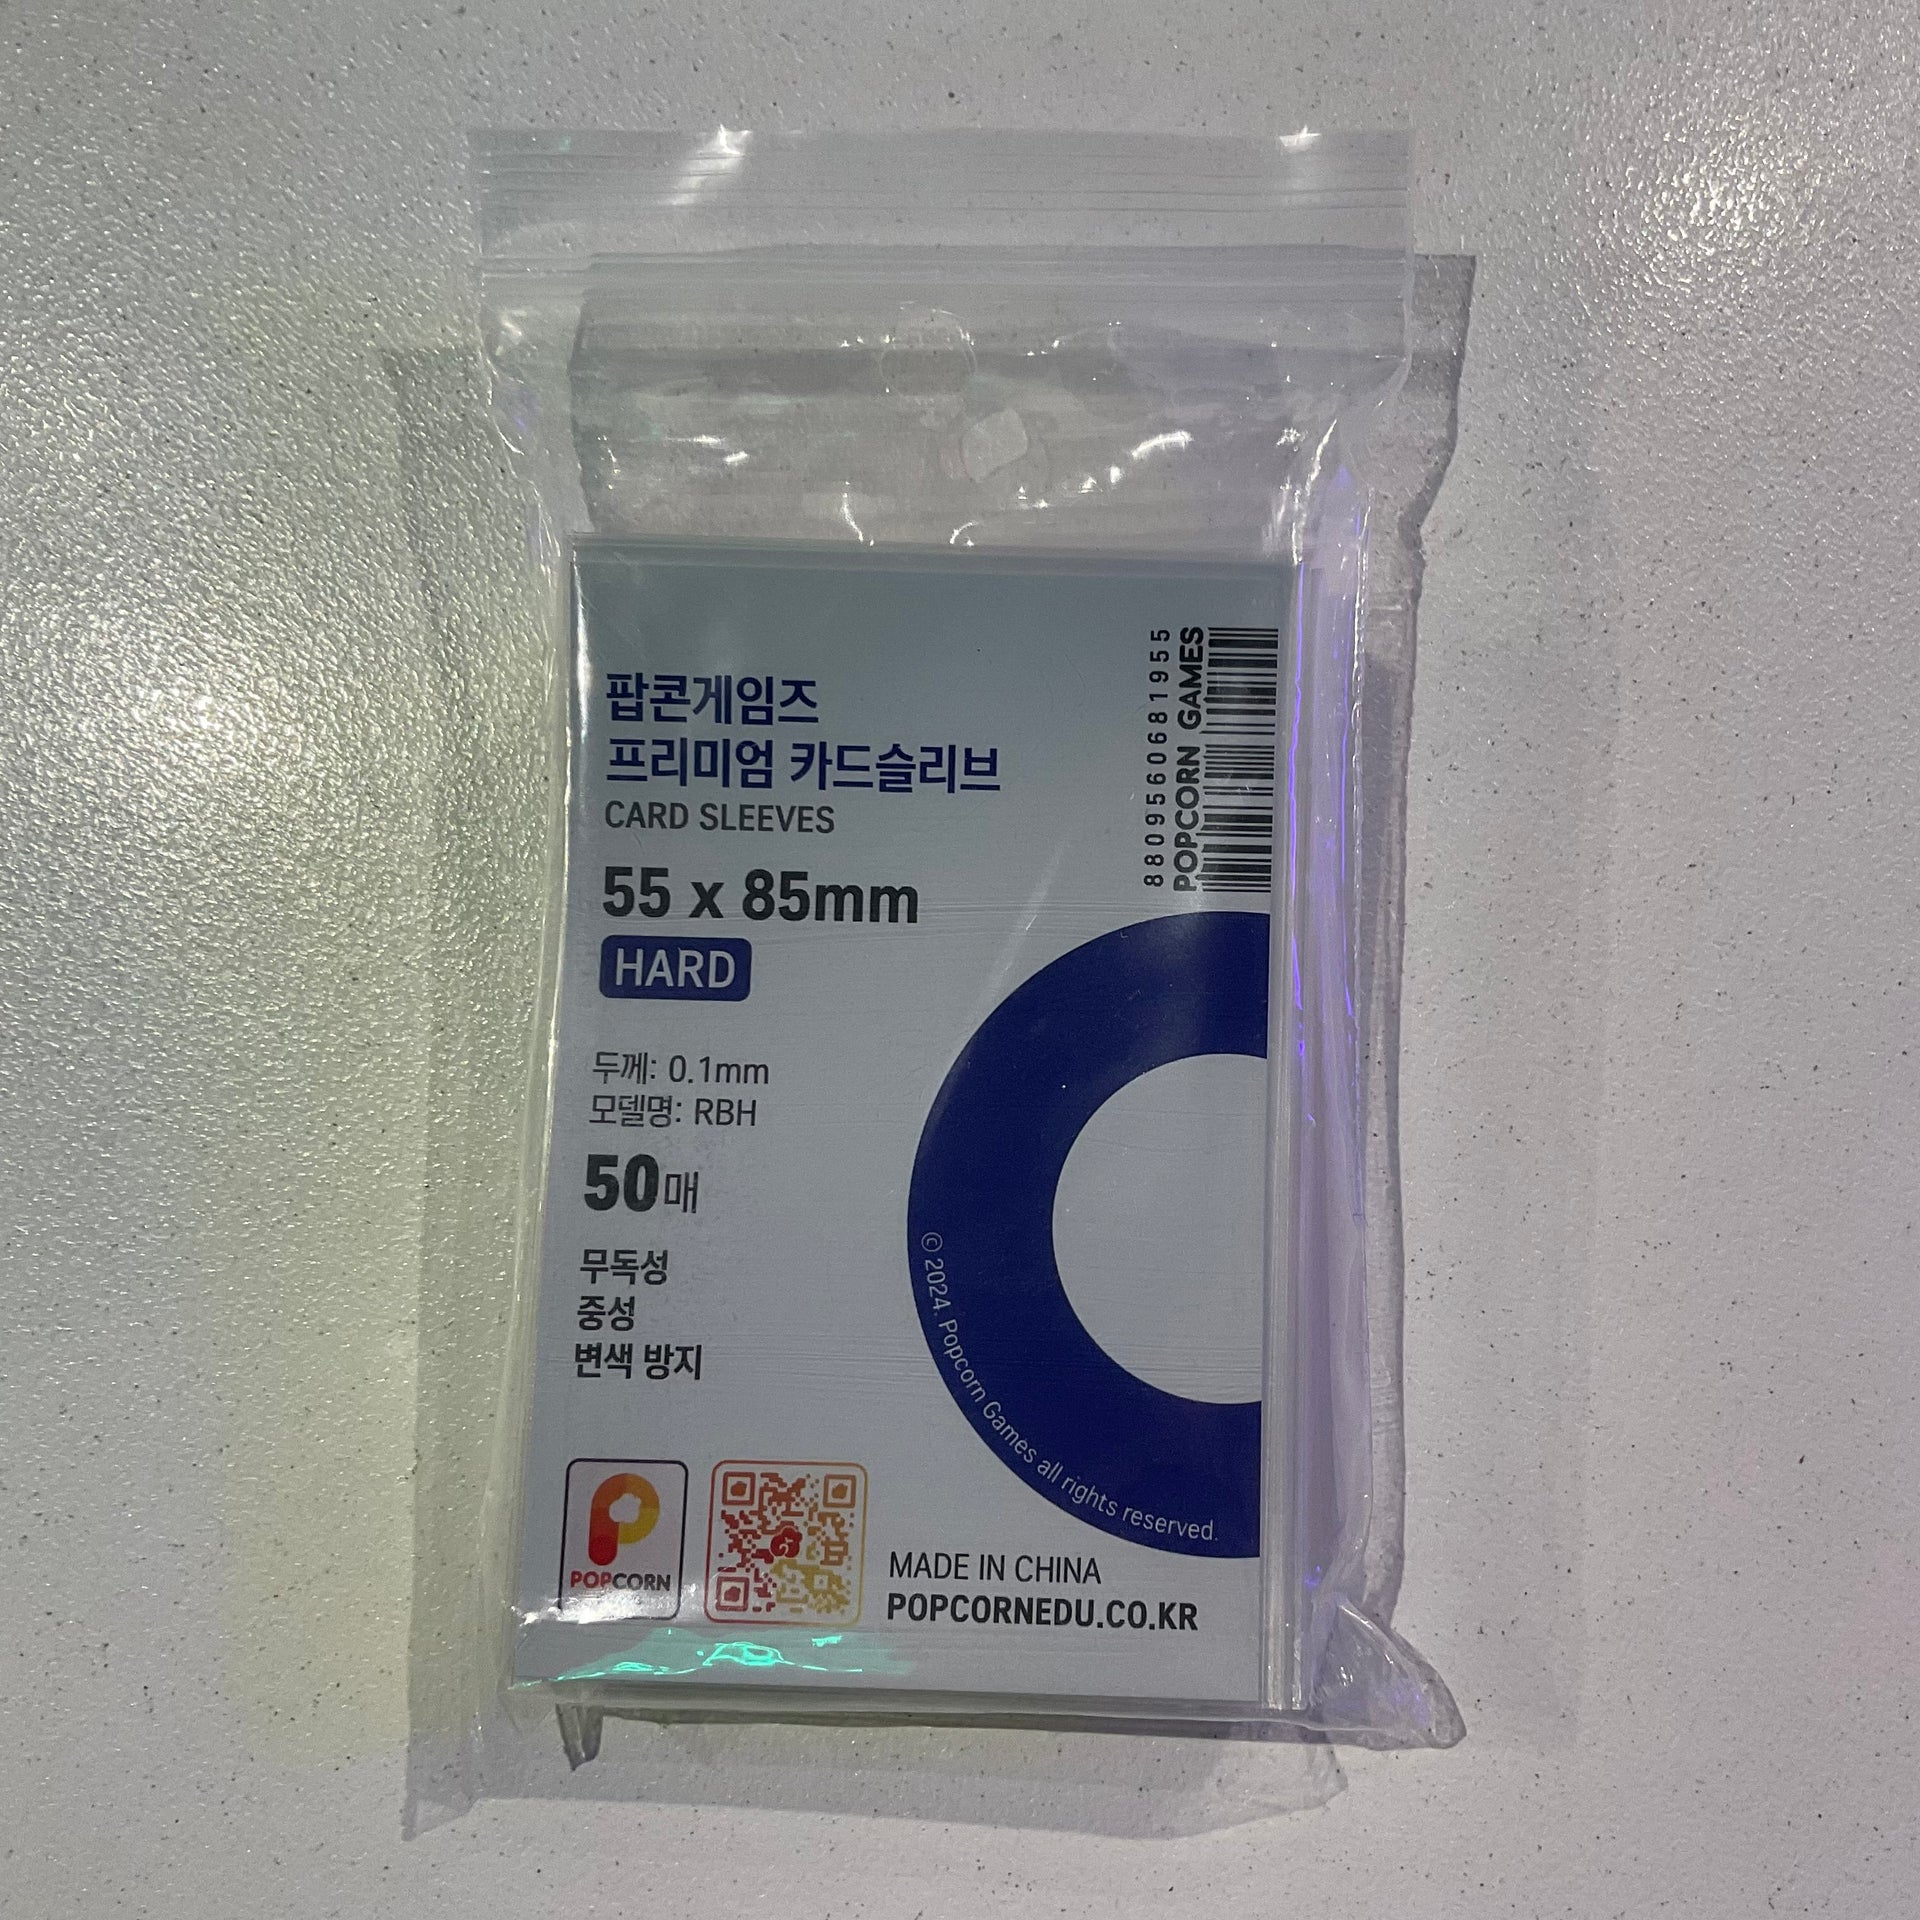 팝콘게임즈
프리미엄 카드슬리브
CARD SLEEVES
55 x 85mm
HARD
두께: 0.1mm
모델명: RBH
50매
무독성
중성
변색 방지
8809560681955
POPCORN GAMES
© 2024. Popcorn Games all rights reserved.
POPCORN
MADE IN CHINA
POPCORNEDU.CO.KR